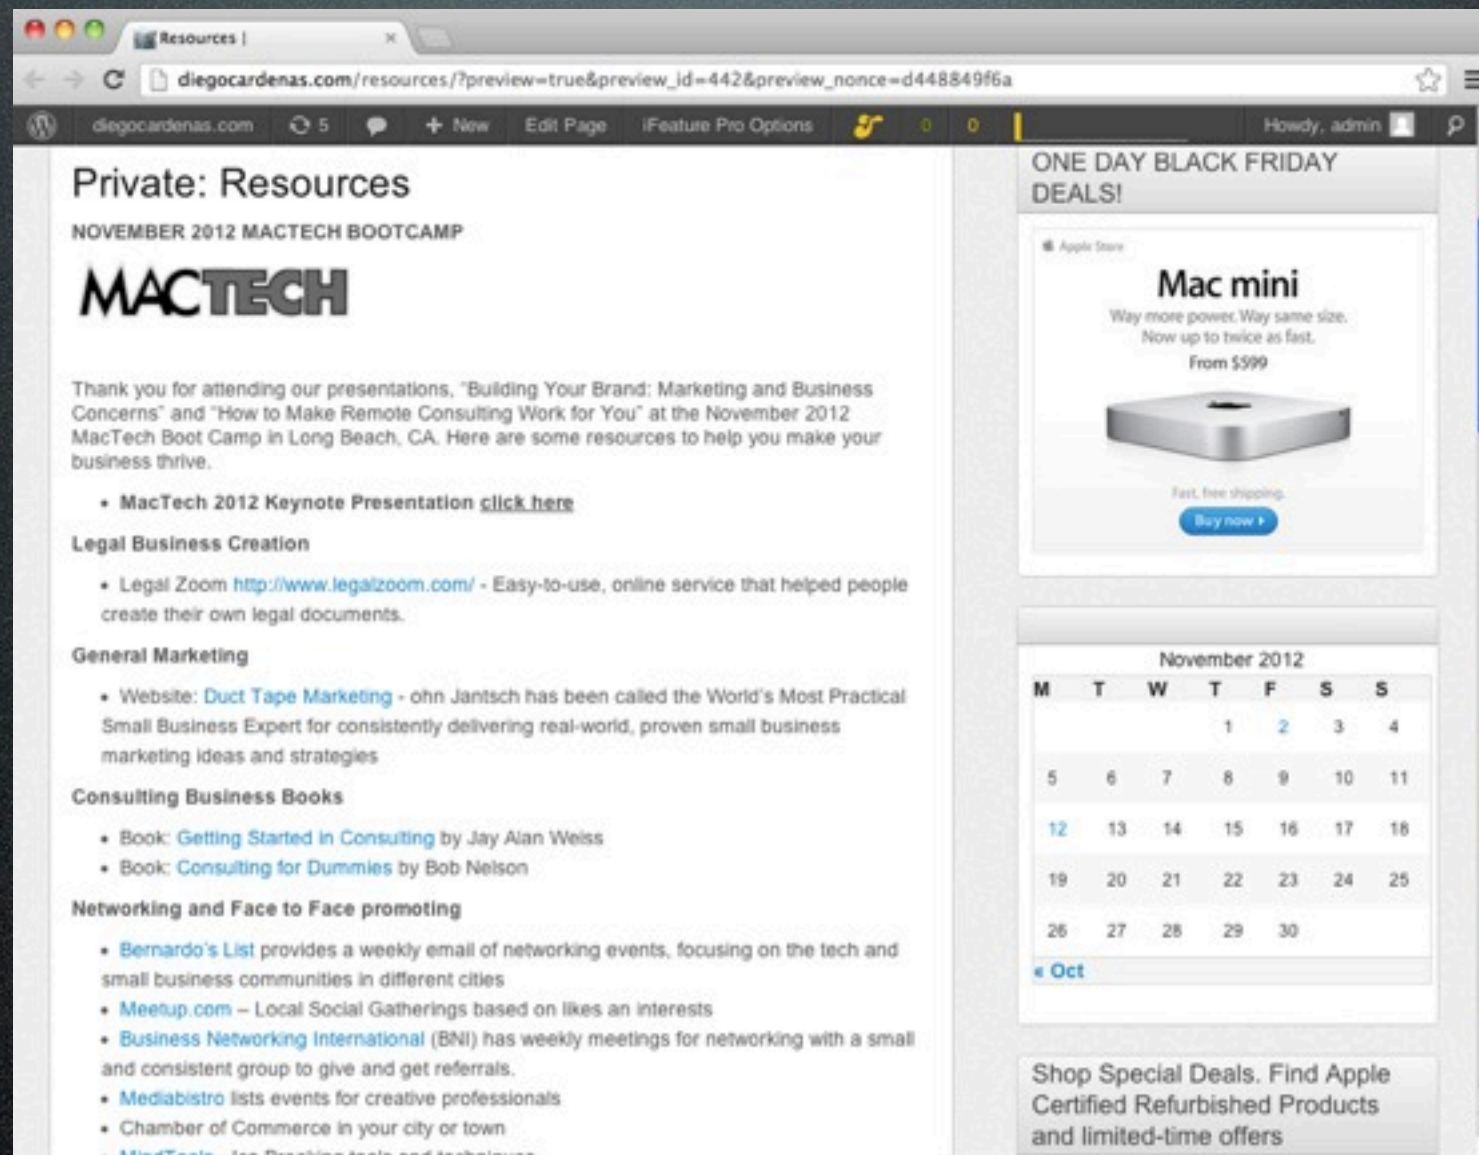 Resources |
diegocardenas.com/resources/?preview=true&preview_id=442&preview_nonce=d448849f6a
diegocardenas.com 5 + New Edit Page iFeature Pro Options 0 0 Howdy, admin
Private: Resources
NOVEMBER 2012 MACTECH BOOTCAMP
MACTECH
Thank you for attending our presentations, "Building Your Brand: Marketing and Business
Concerns" and "How to Make Remote Consulting Work for You" at the November 2012
MacTech Boot Camp in Long Beach, CA. Here are some resources to help you make your
business thrive.
• MacTech 2012 Keynote Presentation click here
Legal Business Creation
• Legal Zoom http://www.legalzoom.com/ - Easy-to-use, online service that helped people
create their own legal documents.
General Marketing
• Website: Duct Tape Marketing - ohn Jantsch has been called the World's Most Practical
Small Business Expert for consistently delivering real-world, proven small business
marketing ideas and strategies
Consulting Business Books
• Book: Getting Started in Consulting by Jay Alan Weiss
• Book: Consulting for Dummies by Bob Nelson
Networking and Face to Face promoting
• Bernardo's List provides a weekly email of networking events, focusing on the tech and
small business communities in different cities
• Meetup.com – Local Social Gatherings based on likes an interests
• Business Networking International (BNI) has weekly meetings for networking with a small
and consistent group to give and get referrals.
• Mediabistro lists events for creative professionals
• Chamber of Commerce in your city or town
• MindTools - Ice Breaking tools and techniques
ONE DAY BLACK FRIDAY
DEALS!
Apple Store
Mac mini
Way more power. Way same size.
Now up to twice as fast.
From $599
Fast, free shipping.
Buy now
November 2012
M T W T F S S
1 2 3 4
5 6 7 8 9 10 11
12 13 14 15 16 17 18
19 20 21 22 23 24 25
26 27 28 29 30
« Oct
Shop Special Deals. Find Apple
Certified Refurbished Products
and limited-time offers